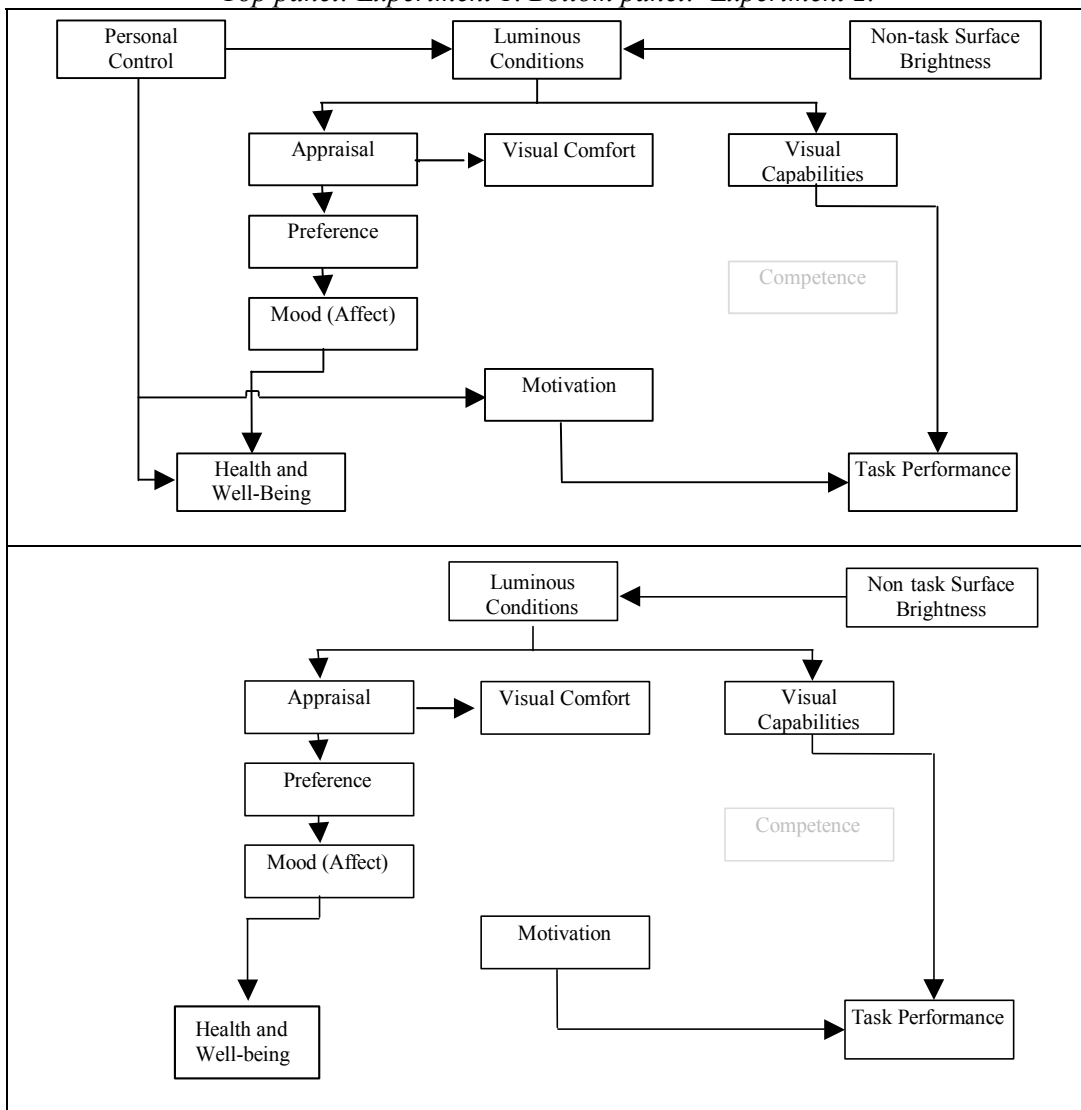 Top panel: Experiment 1. Bottom panel: Experiment 2.
Personal
Control
Luminous
Conditions
Non-task Surface
Brightness
Appraisal
Visual Comfort
Visual
Capabilities
Preference
Competence
Mood (Affect)
Motivation
Health and
Well-Being
Task Performance
Luminous
Conditions
Non task Surface
Brightness
Appraisal
Visual Comfort
Visual
Capabilities
Preference
Competence
Mood (Affect)
Motivation
Health and
Well-being
Task Performance